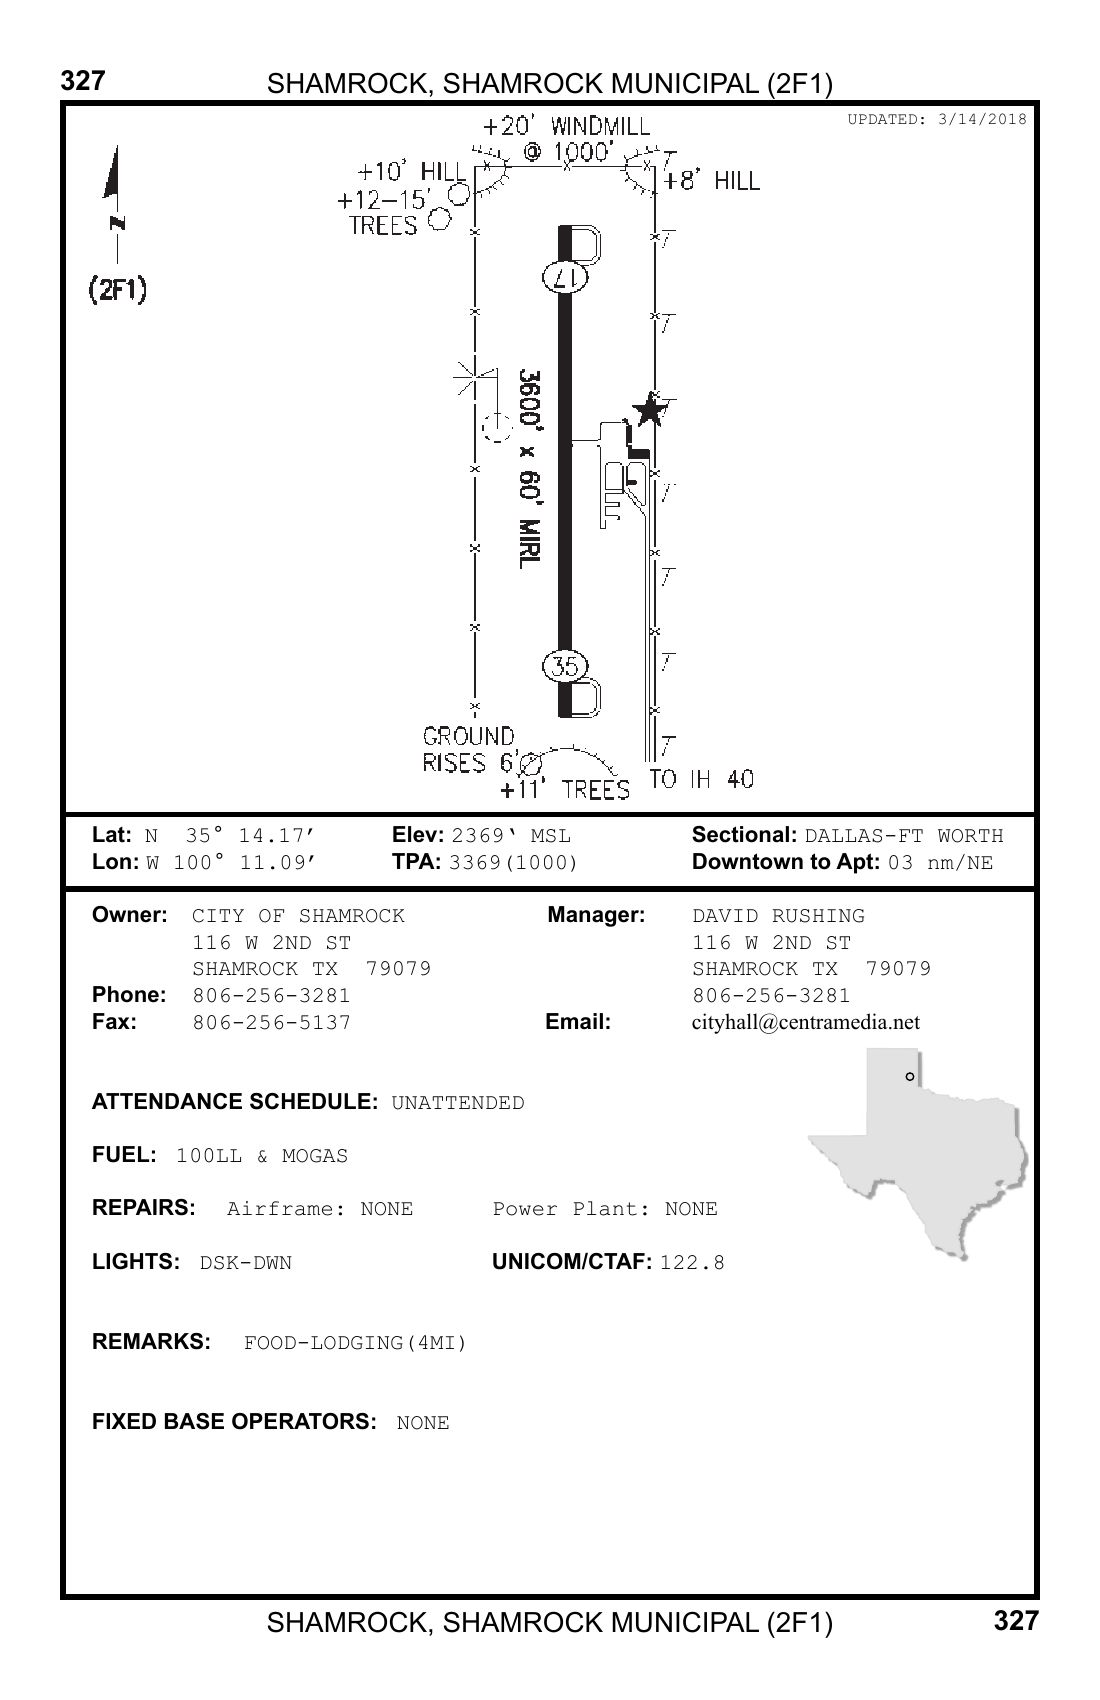 327
SHAMROCK, SHAMROCK MUNICIPAL (2F1)
UPDATED: 3/14/2018
+20' WINDMILL
@ 1000'
+10' HILL
+8' HILL
+12-15'
TREES
N
(2F1)
17
3600' x 60' MIRL
35
GROUND
RISES 6'
+11' TREES
TO IH 40
Lat: N 35° 14.17′ Elev: 2369‛ MSL Sectional: DALLAS-FT WORTH
Lon: W 100° 11.09′ TPA: 3369(1000) Downtown to Apt: 03 nm/NE
Owner: CITY OF SHAMROCK Manager: DAVID RUSHING
116 W 2ND ST 116 W 2ND ST
SHAMROCK TX 79079 SHAMROCK TX 79079
Phone: 806-256-3281 806-256-3281
Fax: 806-256-5137 Email: cityhall@centramedia.net
ATTENDANCE SCHEDULE: UNATTENDED
FUEL: 100LL & MOGAS
REPAIRS: Airframe: NONE Power Plant: NONE
LIGHTS: DSK-DWN UNICOM/CTAF: 122.8
REMARKS: FOOD-LODGING(4MI)
FIXED BASE OPERATORS: NONE
SHAMROCK, SHAMROCK MUNICIPAL (2F1)
327